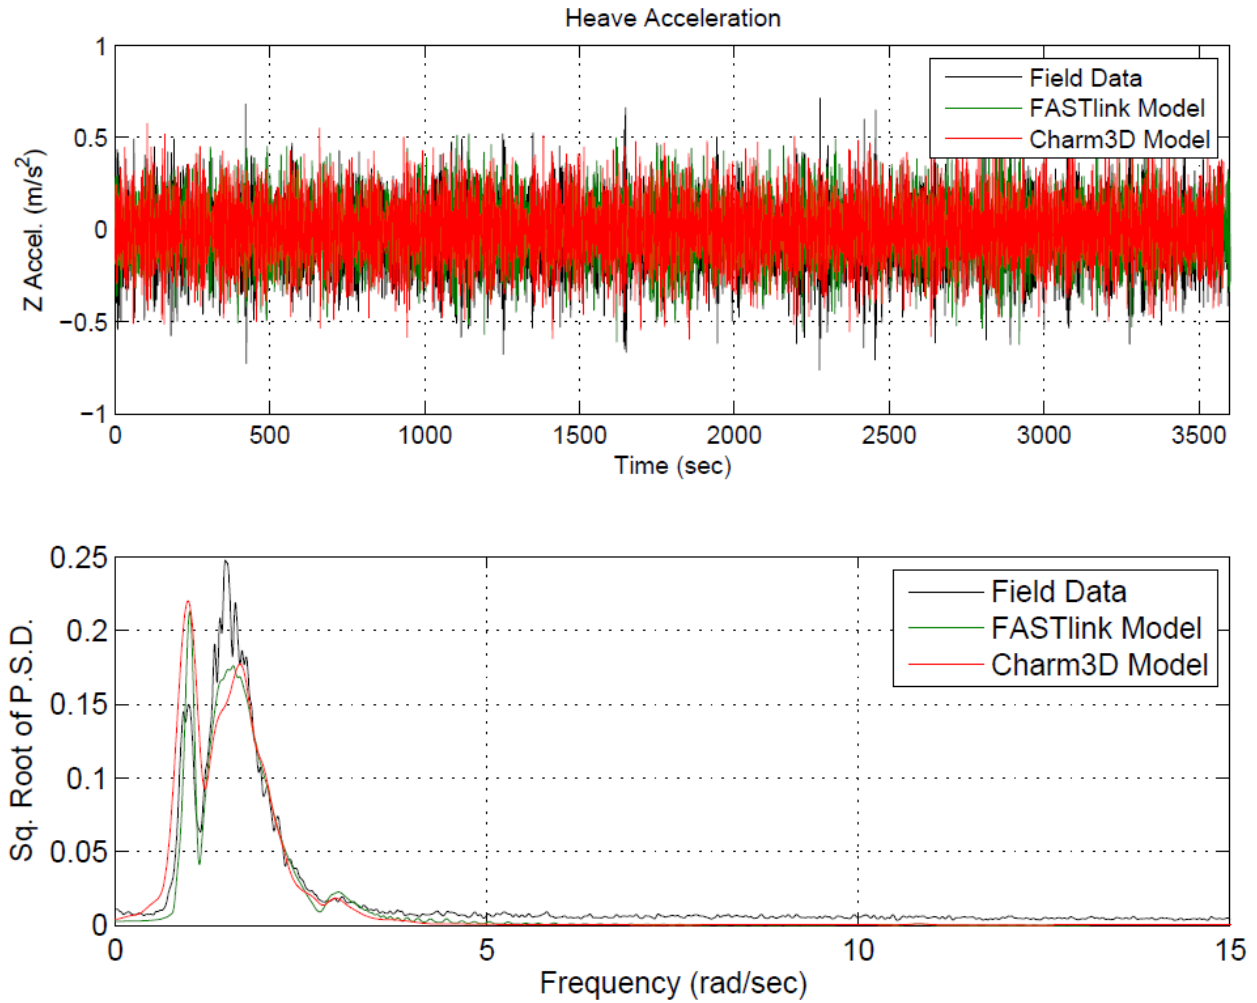 Heave Acceleration
1
0.5
0
−0.5
−1
Z Accel. (m/s²)
Field Data
FASTlink Model
Charm3D Model
0 500 1000 1500 2000 2500 3000 3500
Time (sec)
0.25
0.2
0.15
0.1
0.05
0
Sq. Root of P.S.D.
Field Data
FASTlink Model
Charm3D Model
0 5 10 15
Frequency (rad/sec)